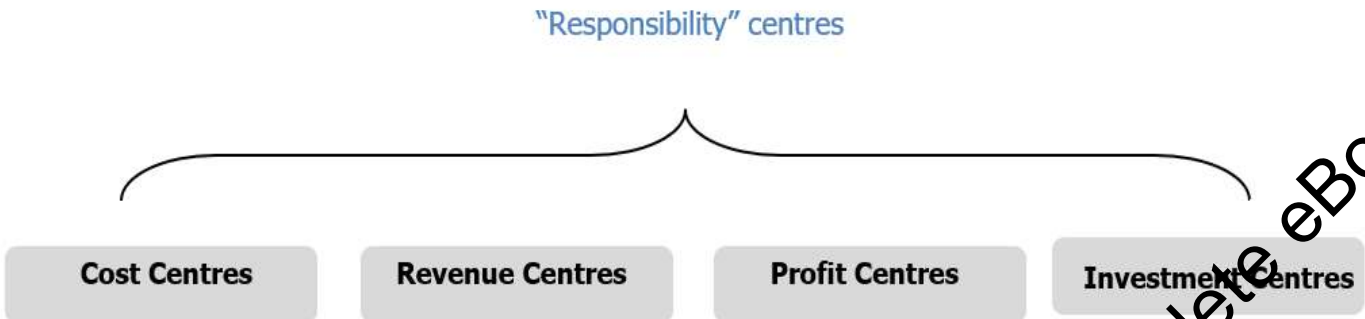 “Responsibility” centres
Cost Centres
Revenue Centres
Profit Centres
Investment Centres